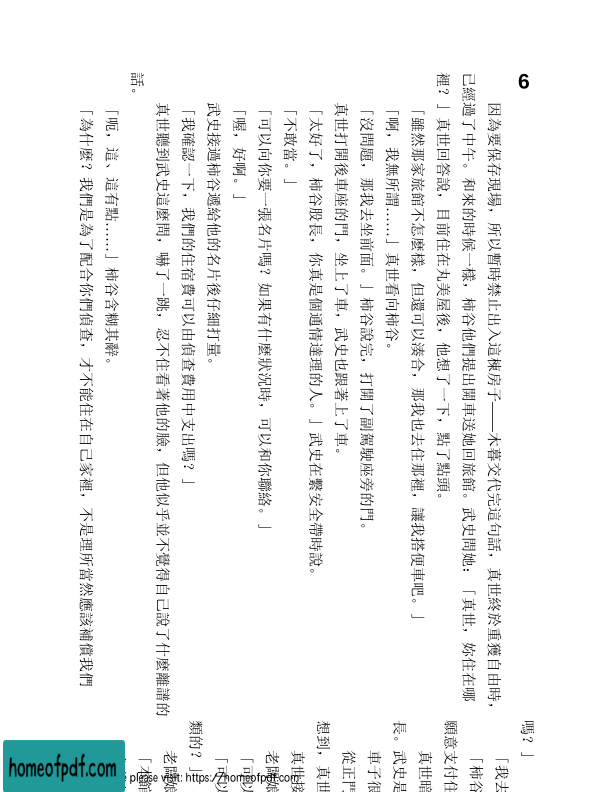 6
因為要保存現場，所以暫時禁止出入這棟房子——木暮交代完這句話，真世終於重獲自由時，
已經過了中午。和來的時候一樣，柿谷他們提出開車送她回旅館。武史問她：「真世，妳住在哪
裡？」真世回答說，目前住在丸美屋後，他想了一下，點了點頭。
「雖然那家旅館不怎麼樣，但還可以湊合，那我也去住那裡，讓我搭便車吧。」
「啊，我無所謂……」真世看向柿谷。
「沒問題，那我去坐前面。」柿谷說完，打開了副駕駛座旁的門。
真世打開後車座的門，坐上了車，武史也跟著上了車。
「太好了，柿谷股長，你真是個通情達理的人。」武史在繫安全帶時說。
「不敢當。」
「可以向你要一張名片嗎？如果有什麼狀況時，可以和你聯絡。」
「喔，好啊。」
武史接過柿谷遞給他的名片後仔細打量。
「我確認一下，我們的住宿費可以由偵查費用中支出嗎？」
真世聽到武史這麼問，嚇了一跳，忍不住看著他的臉，但他似乎並不覺得自己說了什麼離譜的
話。
「呃，這、這有點……」柿谷含糊其辭。
「為什麼？我們是為了配合你們偵查，才不能住在自己家裡，不是理所當然應該補償我們
嗎？」
「我去
「柿谷
願意支付住
真世暗
長。武史是
車子很
從正門
想到，真世
真世接
老闆娘
「可以
「可以
類的？」
老闆娘
「本館
homeofpdf.com
please visit: https://homeofpdf.com